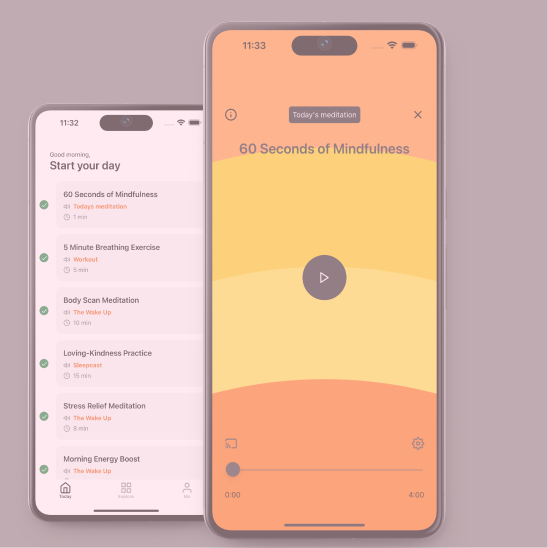 11:32
Good morning,
Start your day
60 Seconds of Mindfulness
Todays meditation
1 min
5 Minute Breathing Exercise
Workout
5 min
Body Scan Meditation
The Wake Up
10 min
Loving-Kindness Practice
Sleepcast
15 min
Stress Relief Meditation
The Wake Up
8 min
Morning Energy Boost
The Wake Up
Today
Explore
Me
11:33
Today's meditation
60 Seconds of Mindfulness
0:00
4:00